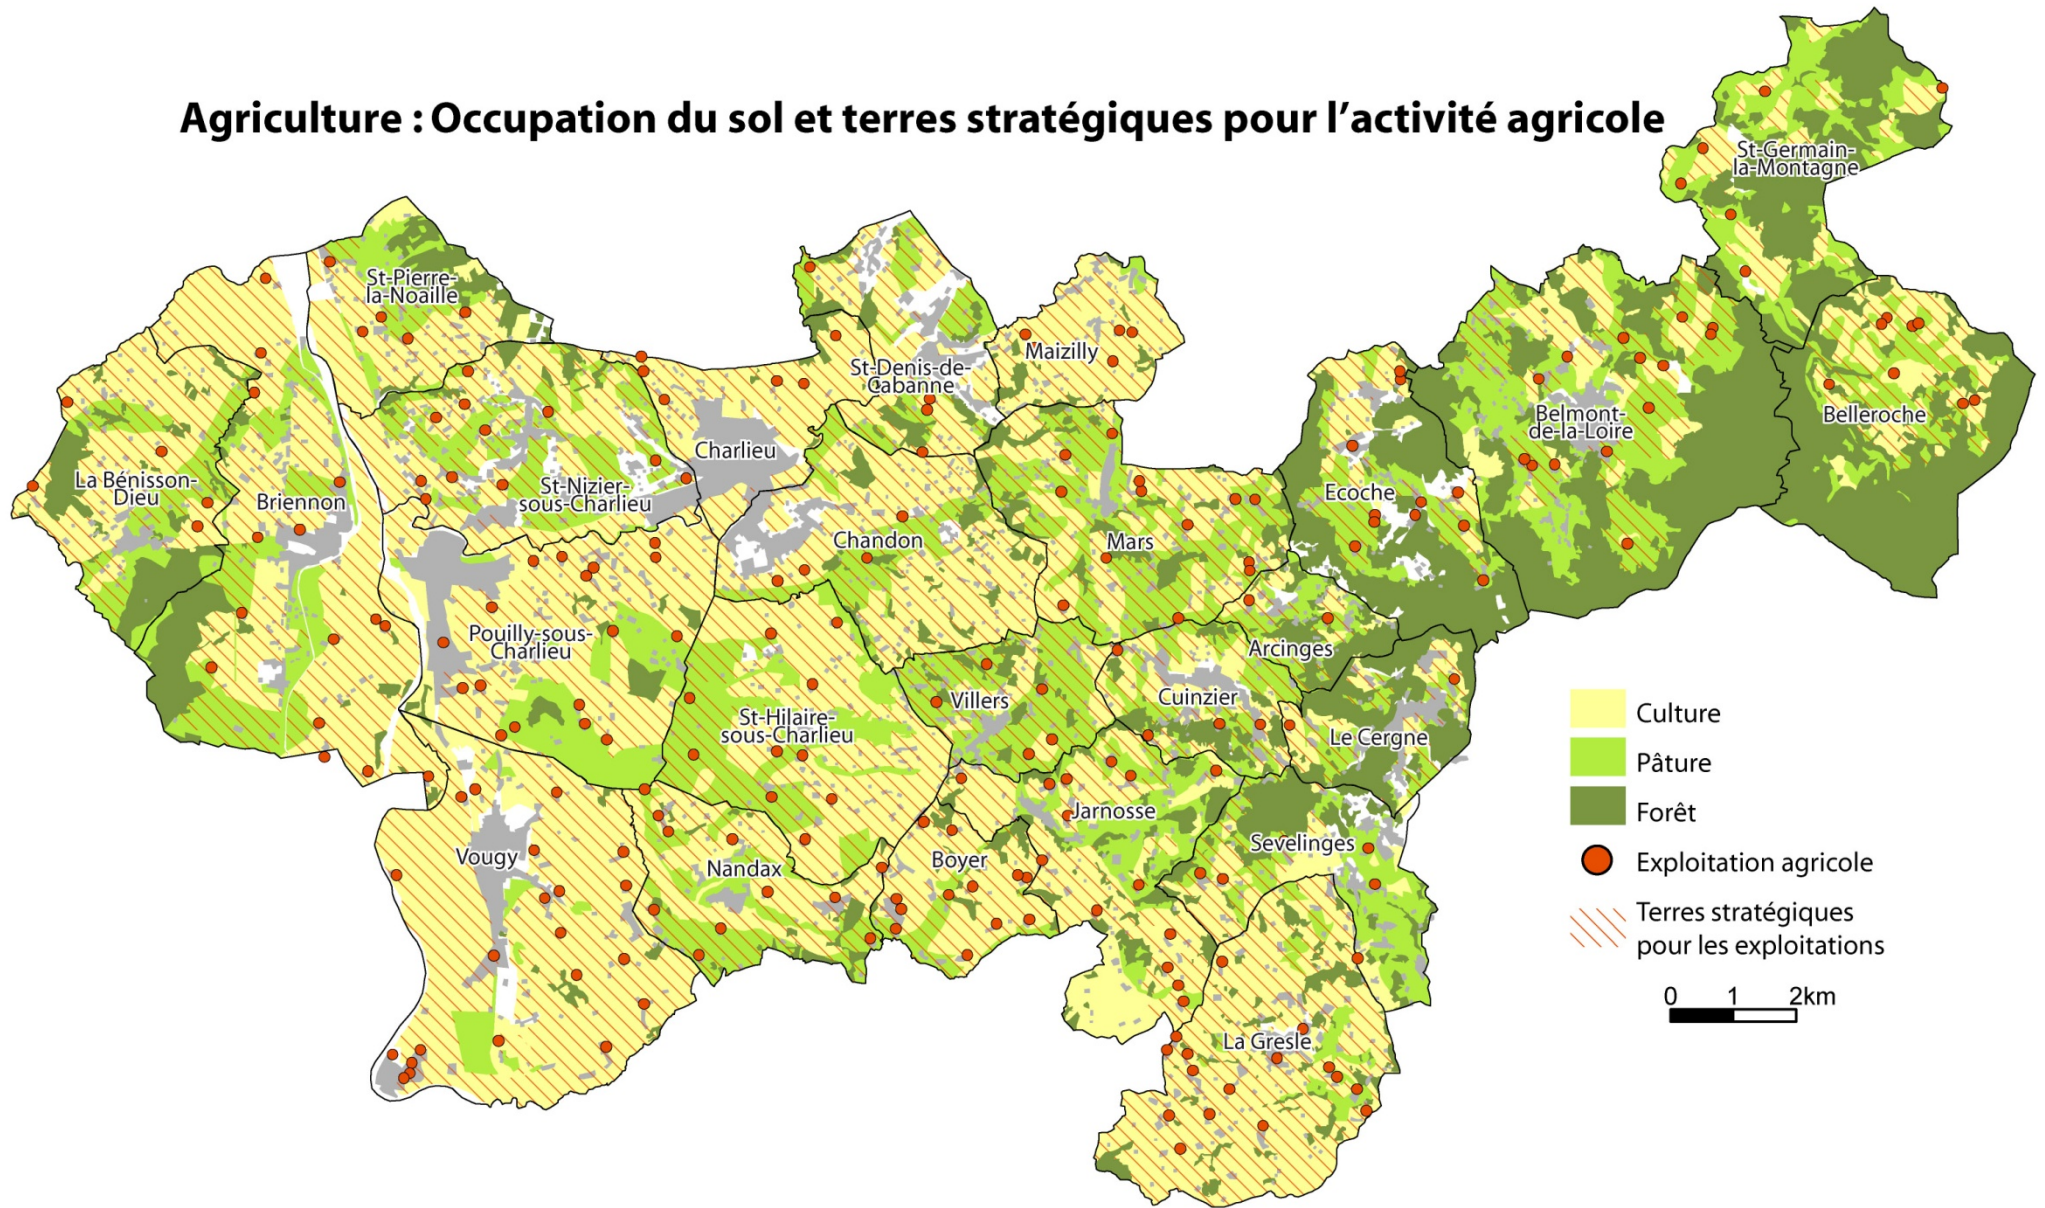 Agriculture : Occupation du sol et terres stratégiques pour l’activité agricole
St-Germain-
la-Montagne
St-Pierre-
la-Noaille
St-Denis-de-
Cabanne
Maizilly
Belmont-
de-la-Loire
Belleroche
Charlieu
La Bénisson-
Dieu
Briennon
St-Nizier-
sous-Charlieu
Ecoche
Chandon
Mars
Pouilly-sous-
Charlieu
Arcinges
Villers
Cuinzier
St-Hilaire-
sous-Charlieu
Le Cergne
Jarnosse
Vougy
Nandax
Boyer
Sevelinges
La Gresle
Culture
Pâture
Forêt
Exploitation agricole
Terres stratégiques
pour les exploitations
0 1 2km